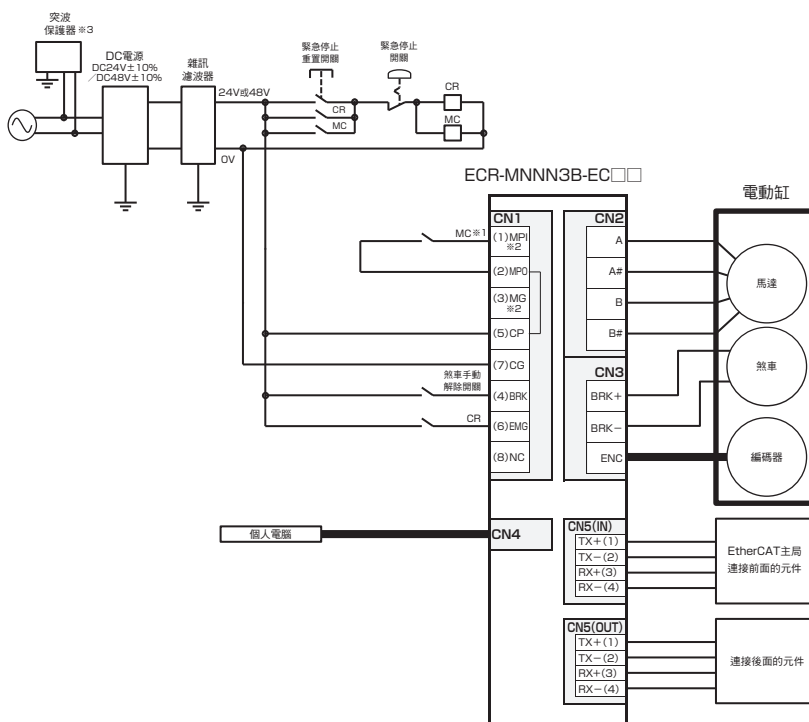 突波
保護器※3
DC電源
DC24V±10%
／DC48V±10%
雜訊
濾波器
24V或48V
0V
緊急停止
重置開關
緊急停止
開關
CR
MC
CR
MC
ECR-MNNN3B-EC□□
電動缸
CN1
MC※1
(1)MPI
※2
(2)MPO
(3)MG
※2
(5)CP
(7)CG
煞車手動
解除開關
(4)BRK
CR
(6)EMG
(8)NC
CN2
A
A#
B
B#
CN3
BRK+
BRK−
ENC
馬達
煞車
編碼器
個人電腦
CN4
CN5(IN)
TX+(1)
TX−(2)
RX+(3)
RX−(4)
EtherCAT主局
連接前面的元件
CN5(OUT)
TX+(1)
TX−(2)
RX+(3)
RX−(4)
連接後面的元件